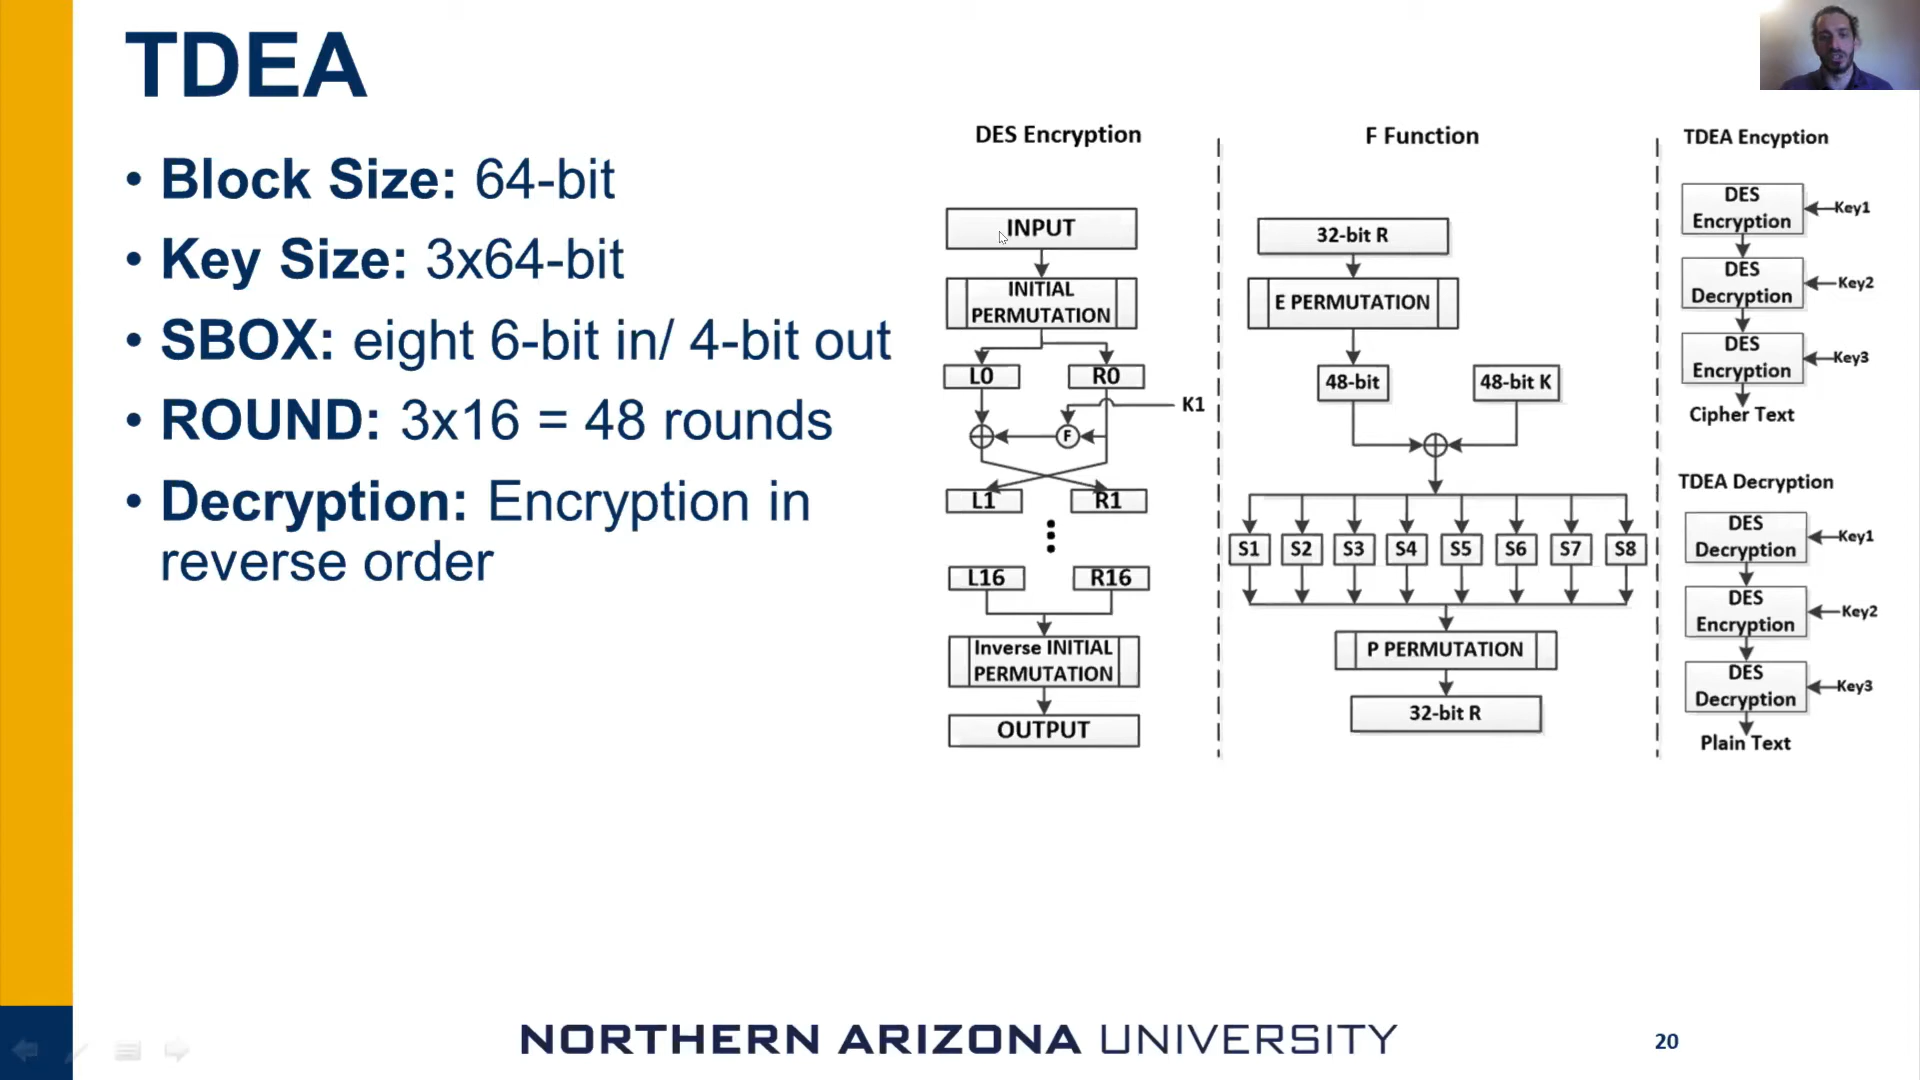 TDEA
• Block Size: 64-bit
• Key Size: 3x64-bit
• SBOX: eight 6-bit in/ 4-bit out
• ROUND: 3x16 = 48 rounds
• Decryption: Encryption in
reverse order
DES Encryption
INPUT
INITIAL
PERMUTATION
L0
R0
K1
F
L1
R1
L16
R16
Inverse INITIAL
PERMUTATION
OUTPUT
F Function
32-bit R
E PERMUTATION
48-bit
48-bit K
S1
S2
S3
S4
S5
S6
S7
S8
P PERMUTATION
32-bit R
TDEA Encyption
DES
Encryption
Key1
DES
Decryption
Key2
DES
Encryption
Key3
Cipher Text
TDEA Decryption
DES
Decryption
Key1
DES
Encryption
Key2
DES
Decryption
Key3
Plain Text
NORTHERN ARIZONA UNIVERSITY
20